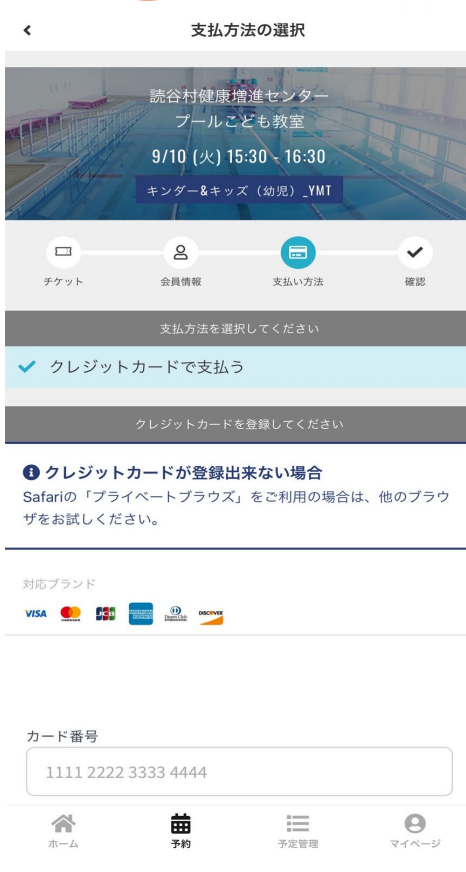 支払方法の選択
読谷村健康増進センター
プールこども教室
9/10 (火) 15:30 - 16:30
キンダー&キッズ（幼児）_YMT
チケット
会員情報
支払い方法
確認
支払方法を選択してください
クレジットカードで支払う
クレジットカードを登録してください
クレジットカードが登録出来ない場合
Safariの「プライベートブラウズ」をご利用の場合は、他のブラウ
ザをお試しください。
対応ブランド
VISA
mastercard
JCB
AMERICAN EXPRESS
Diners Club
INTERNATIONAL
DISCOVER
カード番号
1111 2222 3333 4444
ホーム
予約
予定管理
マイページ